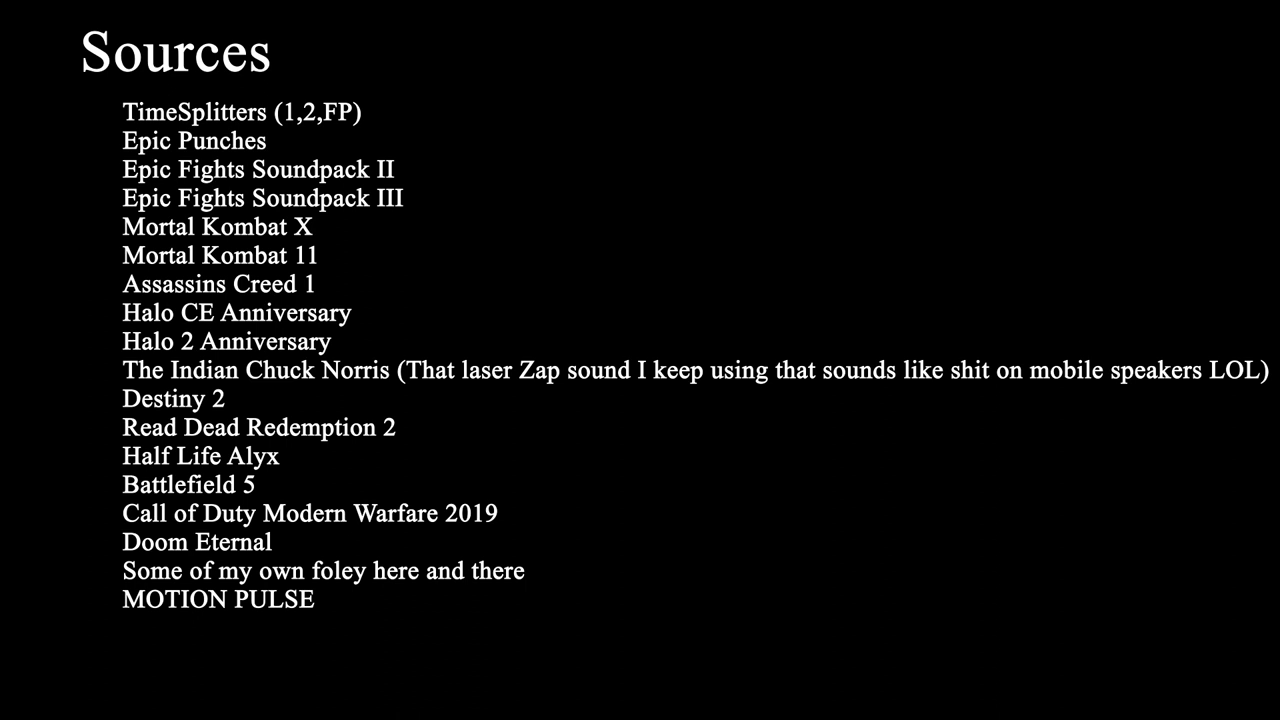 Sources
TimeSplitters (1,2,FP)
Epic Punches
Epic Fights Soundpack II
Epic Fights Soundpack III
Mortal Kombat X
Mortal Kombat 11
Assassins Creed 1
Halo CE Anniversary
Halo 2 Anniversary
The Indian Chuck Norris (That laser Zap sound I keep using that sounds like shit on mobile speakers LOL)
Destiny 2
Read Dead Redemption 2
Half Life Alyx
Battlefield 5
Call of Duty Modern Warfare 2019
Doom Eternal
Some of my own foley here and there
MOTION PULSE